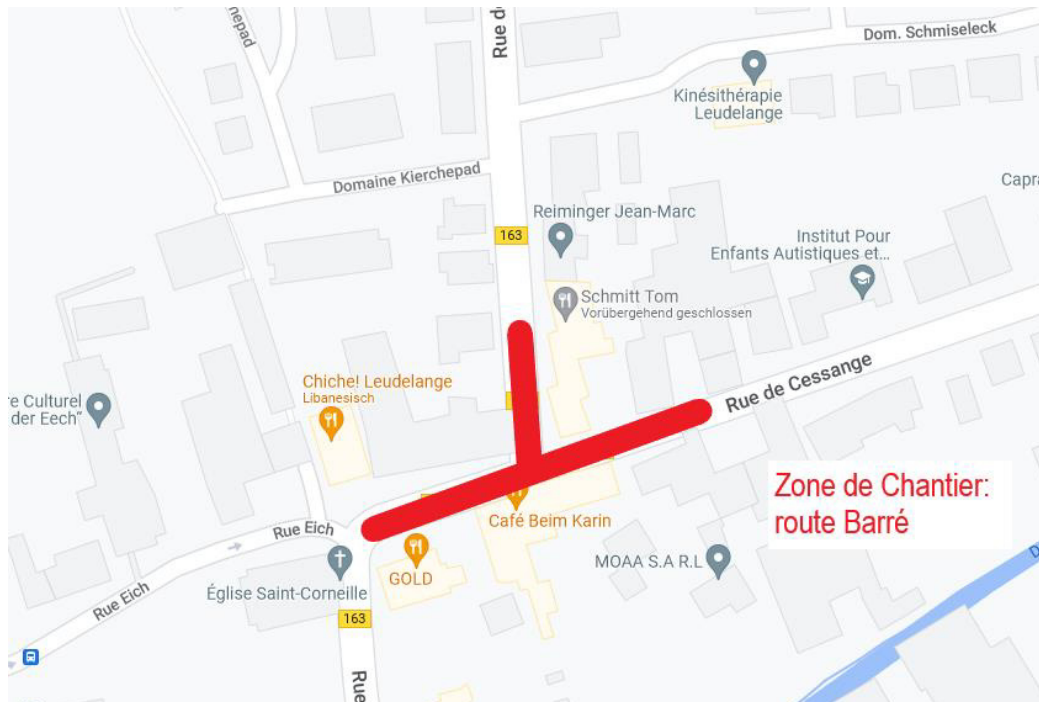 Rue d
Dom. Schmiseleck
Kinésithérapie
Leudelange
Domaine Kierchepad
Capra
Reiminger Jean-Marc
163
Institut Pour
Enfants Autistiques et...
Schmitt Tom
Vorübergehend geschlossen
Rue de Cessange
Chiche! Leudelange
Libanesisch
re Culturel
der Eech"
Zone de Chantier:
route Barré
Café Beim Karin
Rue Eich
MOAA S.A R.L
GOLD
Église Saint-Corneille
Rue Eich
163
Rue